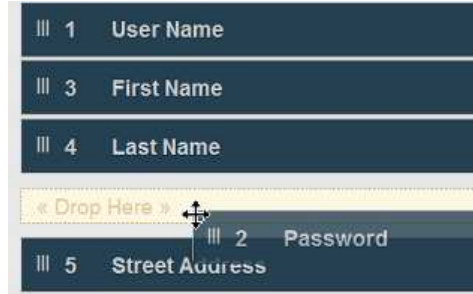 1 User Name
3 First Name
4 Last Name
« Drop Here »
2 Password
5 Street Address